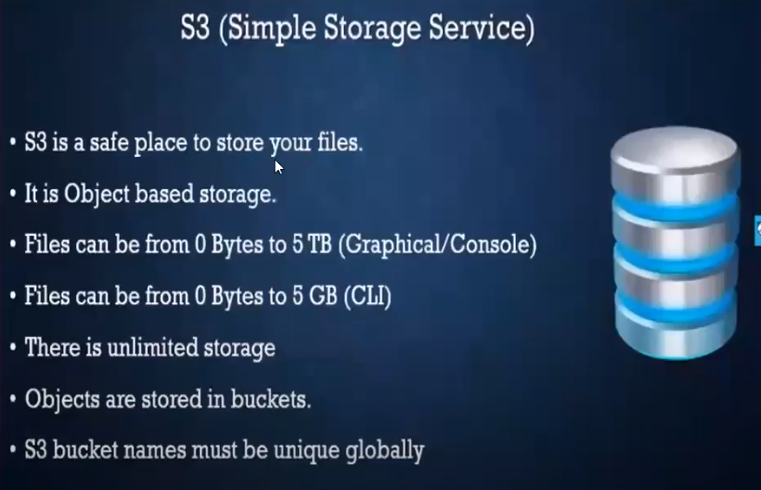 S3 (Simple Storage Service)
• S3 is a safe place to store your files.
• It is Object based storage.
• Files can be from 0 Bytes to 5 TB (Graphical/Console)
• Files can be from 0 Bytes to 5 GB (CLI)
• There is unlimited storage
• Objects are stored in buckets.
• S3 bucket names must be unique globally